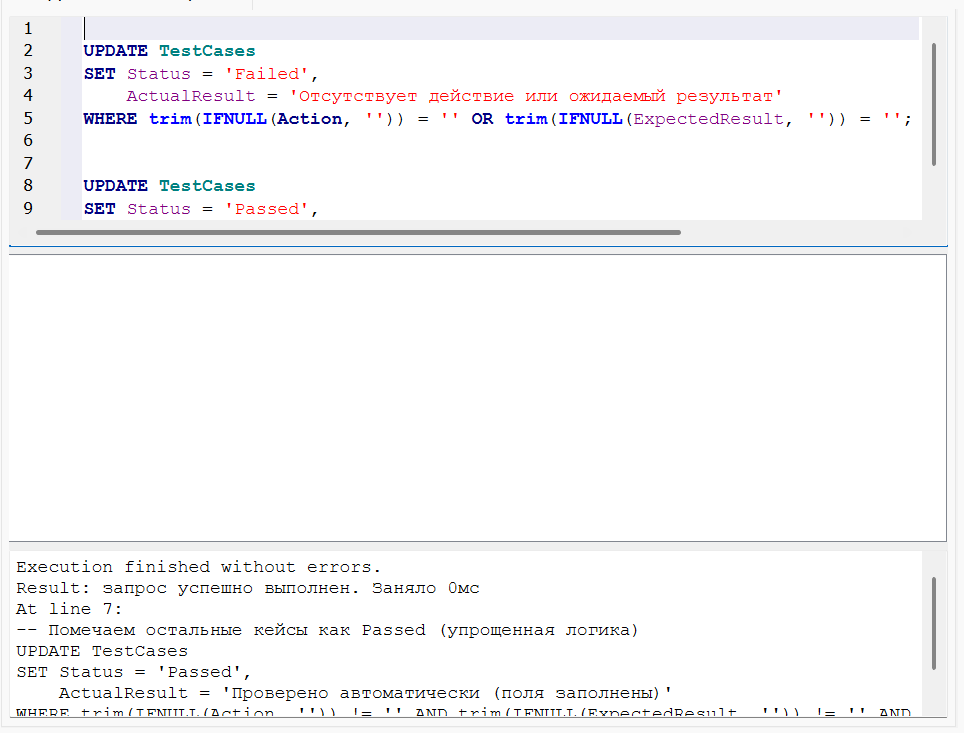 1
2 UPDATE TestCases
3 SET Status = 'Failed',
4     ActualResult = 'Отсутствует действие или ожидаемый результат'
5 WHERE trim(IFNULL(Action, '')) = '' OR trim(IFNULL(ExpectedResult, '')) = '';
6
7
8 UPDATE TestCases
9 SET Status = 'Passed',
Execution finished without errors.
Result: запрос успешно выполнен. Заняло 0мс
At line 7:
-- Помечаем остальные кейсы как Passed (упрощенная логика)
UPDATE TestCases
SET Status = 'Passed',
    ActualResult = 'Проверено автоматически (поля заполнены)'
WHERE trim(IFNULL(Action, '')) != '' AND trim(IFNULL(ExpectedResult, '')) != '' AND